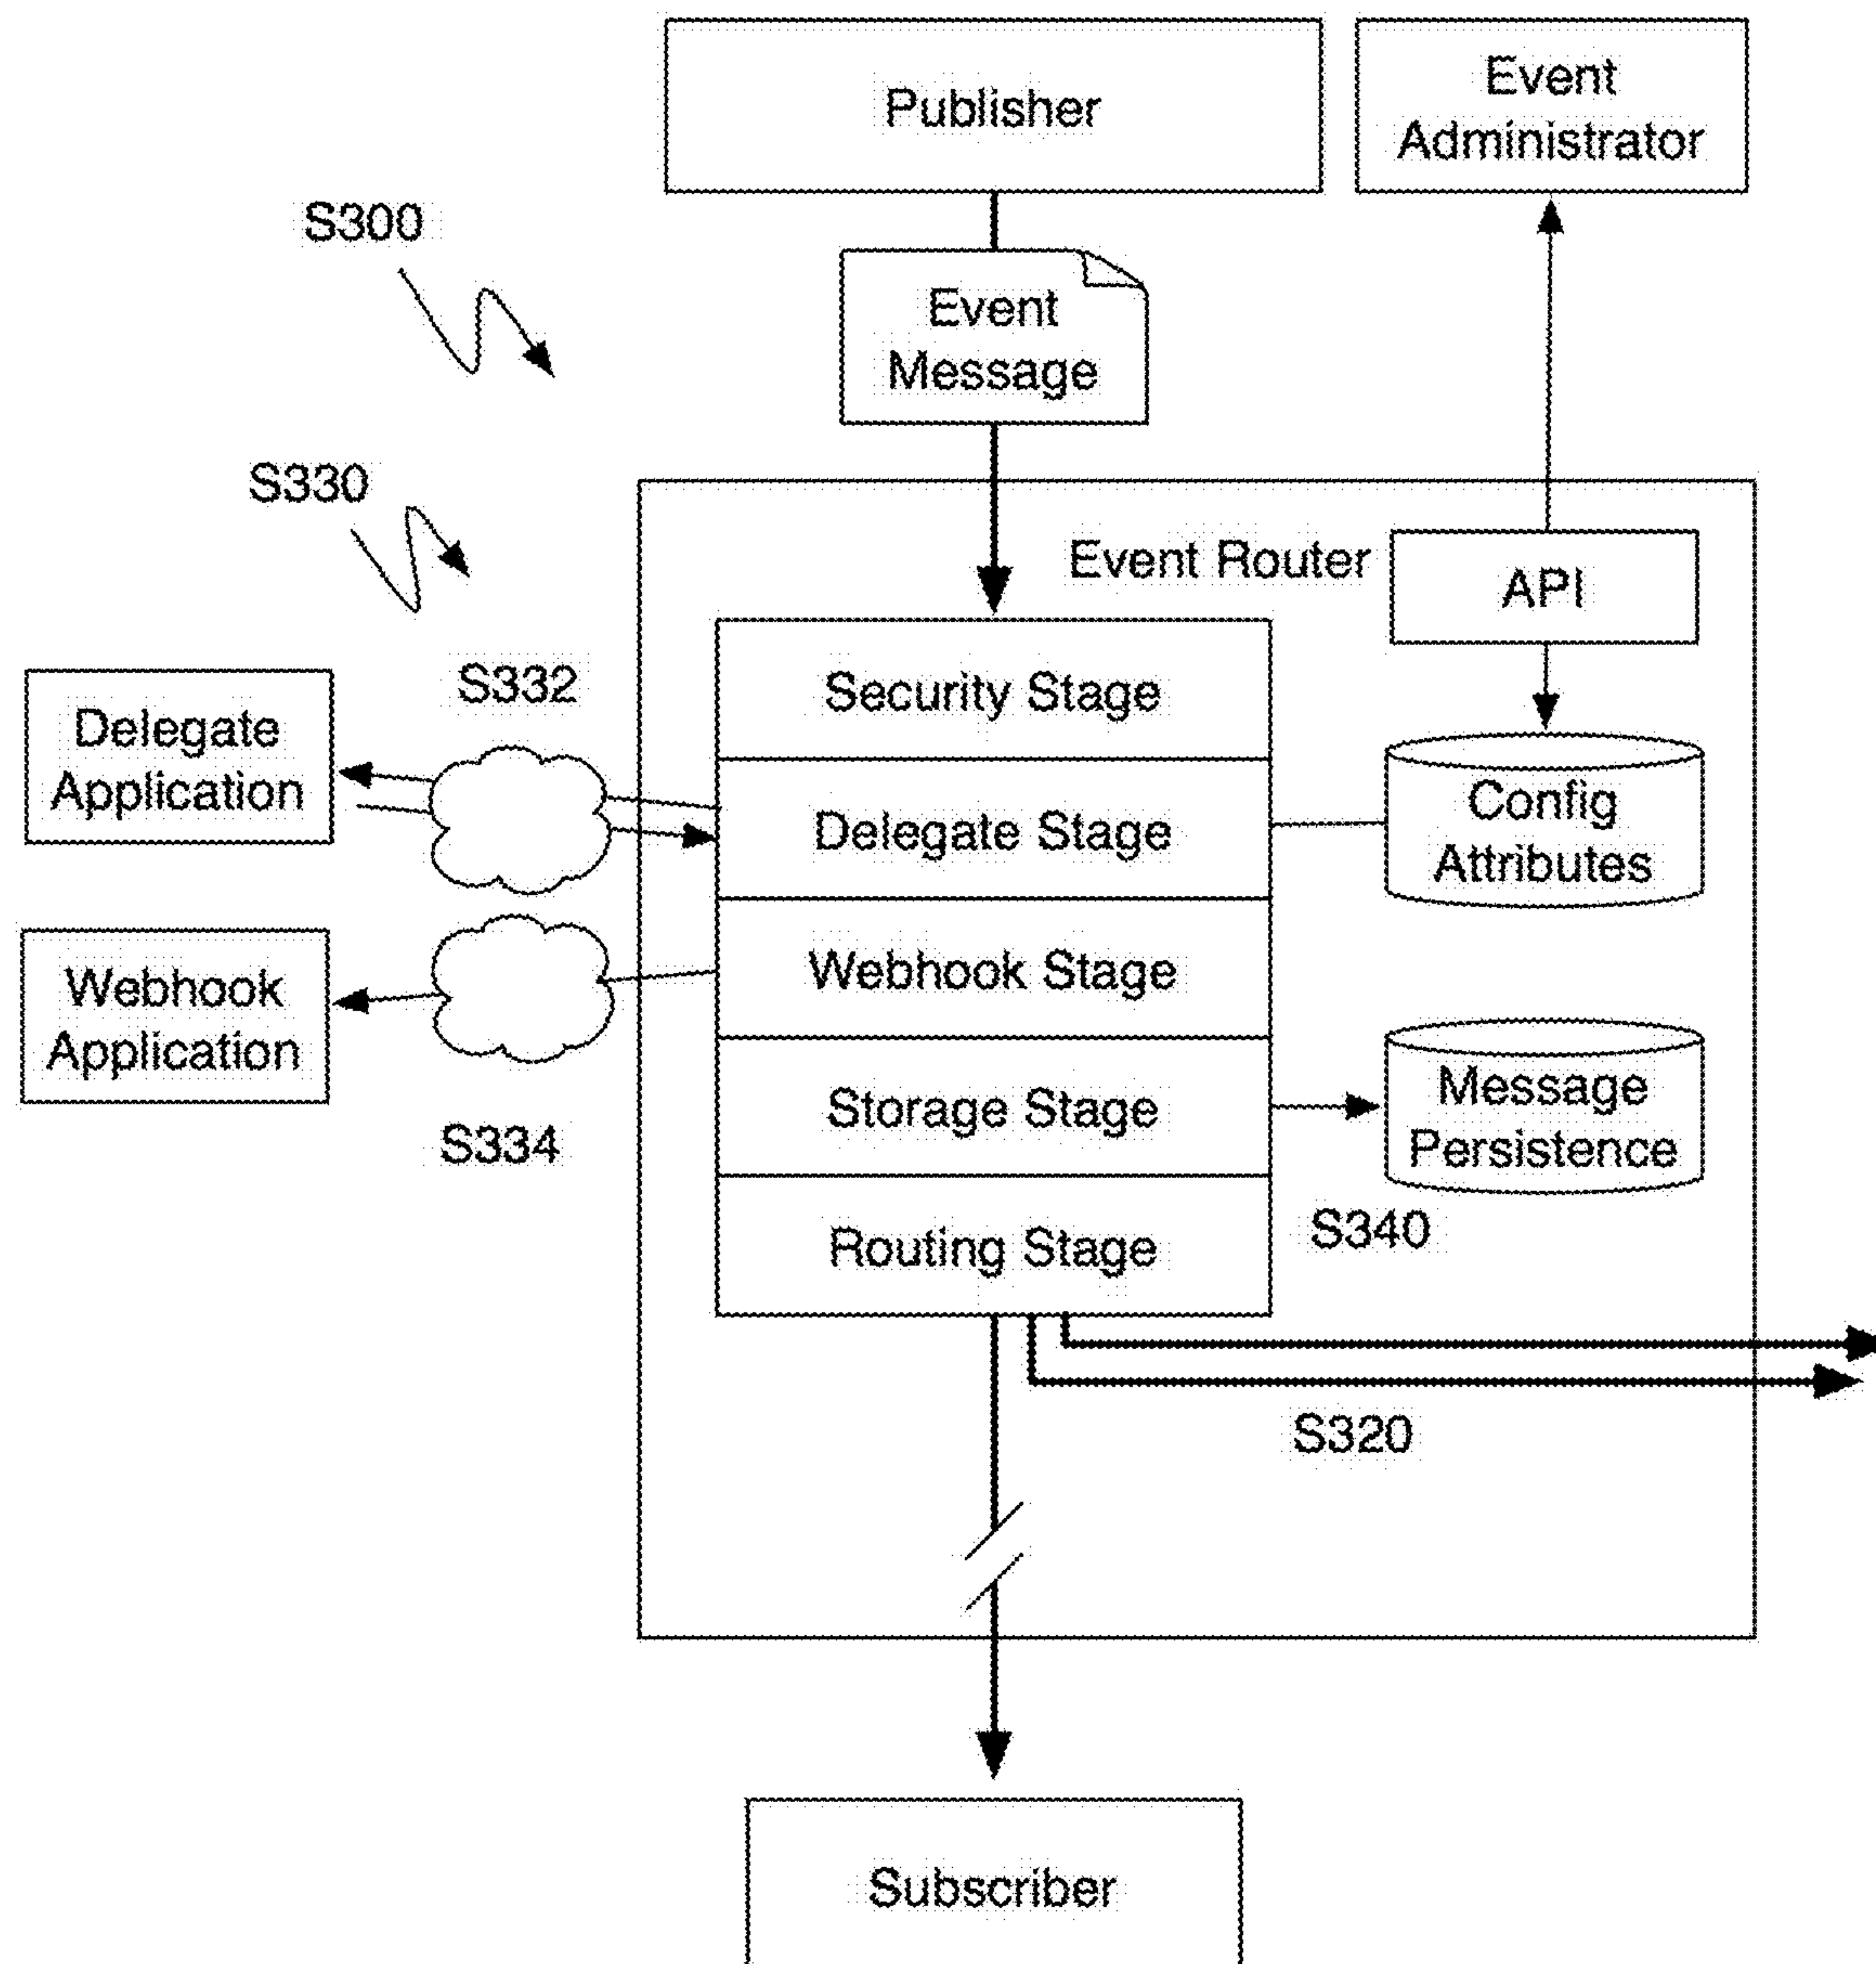 Publisher
Event
Administrator
S300
Event
Message
S330
Event Router
API
Security Stage
S332
Delegate
Application
Delegate Stage
Config
Attributes
Webhook Stage
Webhook
Application
Storage Stage
Message
Persistence
S334
Routing Stage
S340
S320
Subscriber